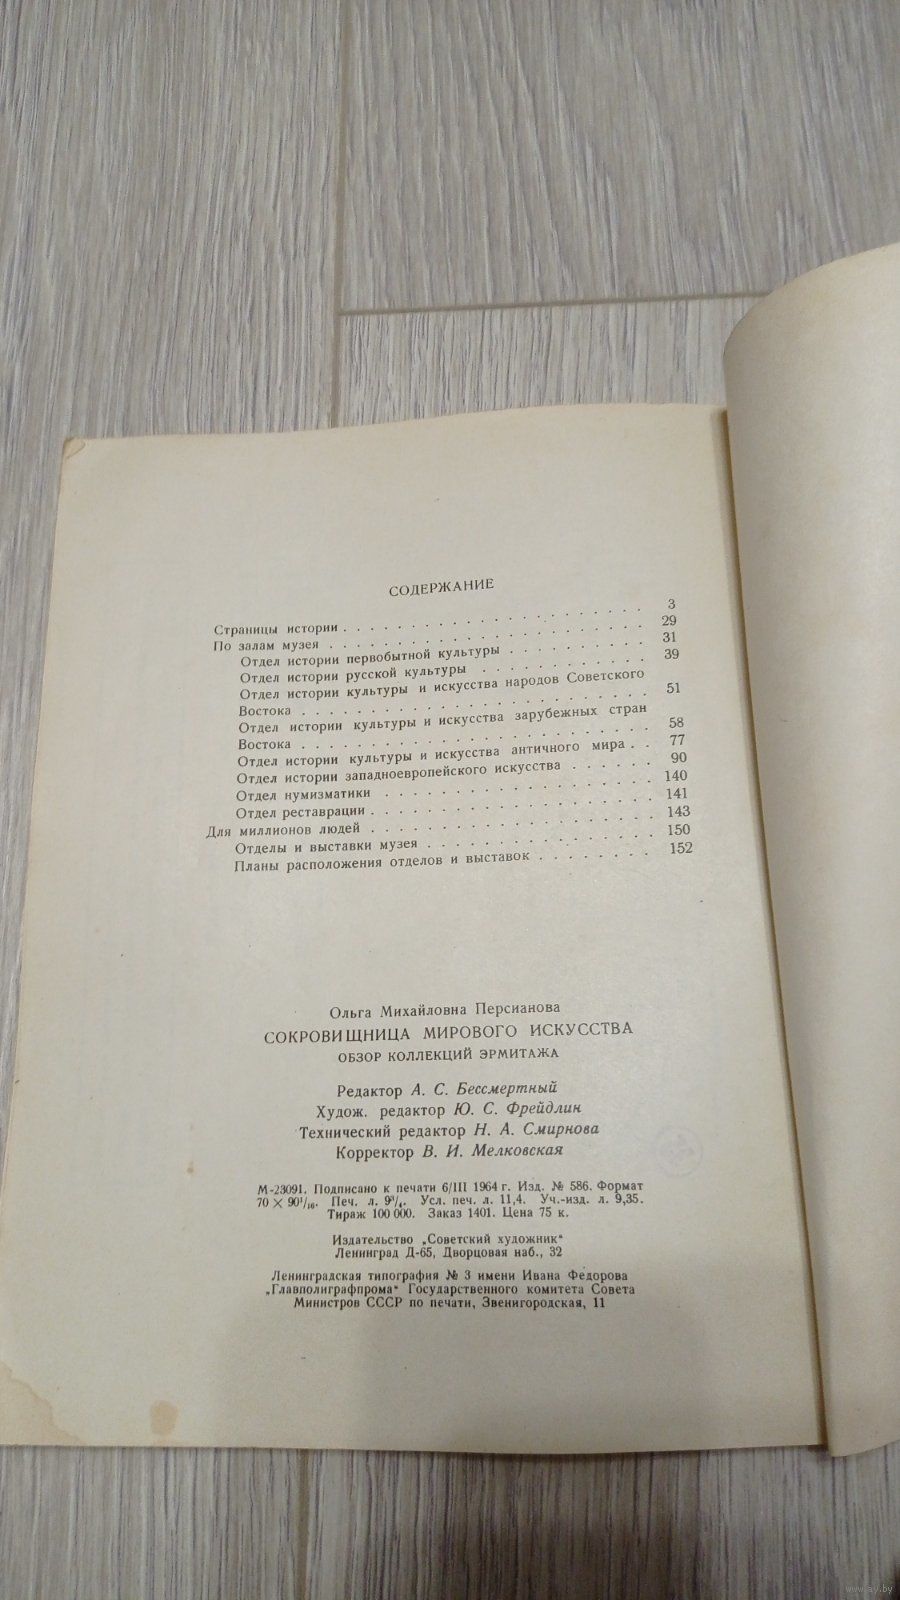 СОДЕРЖАНИЕ
Страницы истории . . . . . . . . . . . . . . . . . . . . 3
По залам музея . . . . . . . . . . . . . . . . . . . . . 29
Отдел истории первобытной культуры . . . . . . . . . 31
Отдел истории русской культуры . . . . . . . . . . . 39
Отдел истории культуры и искусства народов Советского
Востока . . . . . . . . . . . . . . . . . . . . . . 51
Отдел истории культуры и искусства зарубежных стран
Востока . . . . . . . . . . . . . . . . . . . . . . 58
Отдел истории культуры и искусства античного мира . . 77
Отдел истории западноевропейского искусства . . . . . . 90
Отдел нумизматики . . . . . . . . . . . . . . . . . 140
Отдел реставрации . . . . . . . . . . . . . . . . . . 141
Для миллионов людей . . . . . . . . . . . . . . . . . . 143
Отделы и выставки музея . . . . . . . . . . . . . . . 150
Планы расположения отделов и выставок . . . . . . . . 152
Ольга Михайловна Персианова
СОКРОВИЩНИЦА МИРОВОГО ИСКУССТВА
ОБЗОР КОЛЛЕКЦИЙ ЭРМИТАЖА
Редактор А. С. Бессмертный
Худож. редактор Ю. С. Фрейдлин
Технический редактор Н. А. Смирнова
Корректор В. И. Мелковская
М-23091. Подписано к печати 6/III 1964 г. Изд. № 586. Формат
70 × 90¹/₁₆. Печ. л. 9³/₄. Усл. печ. л. 11,4. Уч.-изд. л. 9,35.
Тираж 100 000. Заказ 1401. Цена 75 к.
Издательство „Советский художник“
Ленинград Д-65, Дворцовая наб., 32
Ленинградская типография № 3 имени Ивана Федорова
„Главполиграфпрома“ Государственного комитета Совета
Министров СССР по печати, Звенигородская, 11
www.ay.by